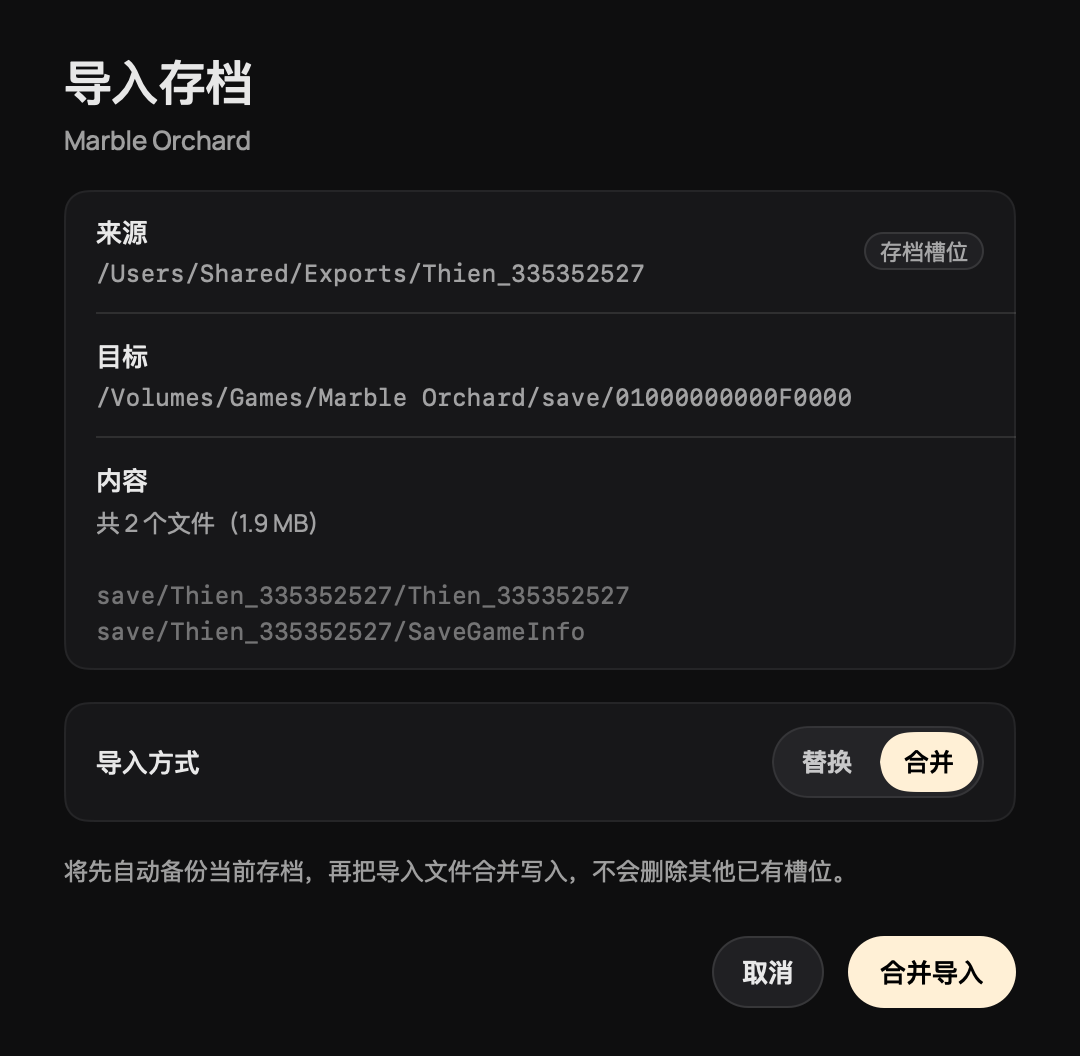 导入存档
Marble Orchard
来源
/Users/Shared/Exports/Thien_335352527
存档槽位
目标
/Volumes/Games/Marble Orchard/save/01000000000F0000
内容
共 2 个文件（1.9 MB）
save/Thien_335352527/Thien_335352527
save/Thien_335352527/SaveGameInfo
导入方式
替换
合并
将先自动备份当前存档，再把导入文件合并写入，不会删除其他已有槽位。
取消
合并导入